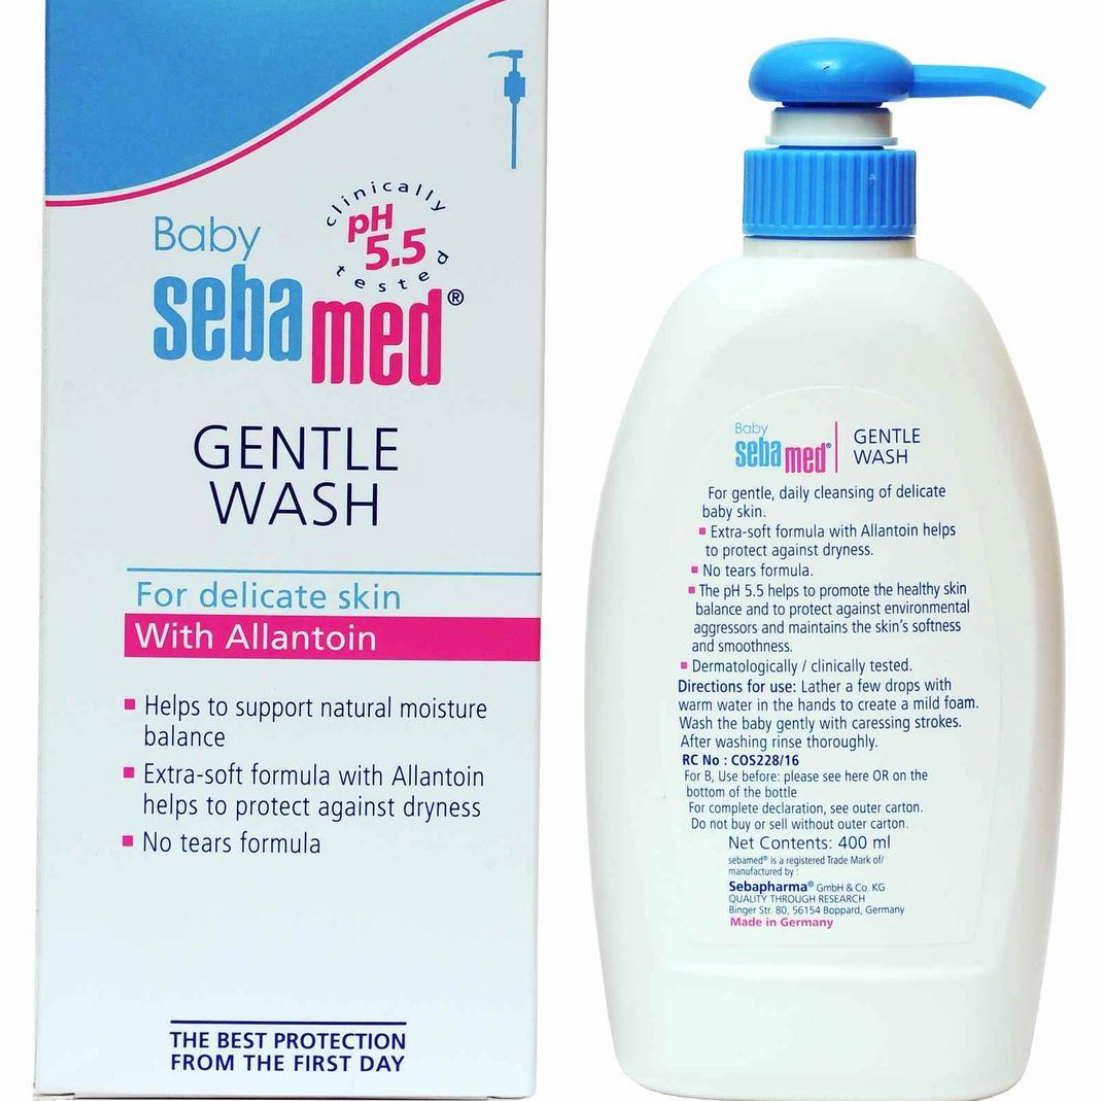 clinically
pH
5.5
tested
Baby
sebamed®
GENTLE
WASH
For delicate skin
With Allantoin
▪ Helps to support natural moisture
balance
▪ Extra-soft formula with Allantoin
helps to protect against dryness
▪ No tears formula
THE BEST PROTECTION
FROM THE FIRST DAY
Baby
sebamed®
GENTLE
WASH
For gentle, daily cleansing of delicate
baby skin.
▪ Extra-soft formula with Allantoin helps
to protect against dryness.
▪ No tears formula.
▪ The pH 5.5 helps to promote the healthy skin
balance and to protect against environmental
aggressors and maintains the skin's softness
and smoothness.
▪ Dermatologically / clinically tested.
Directions for use: Lather a few drops with
warm water in the hands to create a mild foam.
Wash the baby gently with caressing strokes.
After washing rinse thoroughly.
RC No : COS228/16
For B, Use before: please see here OR on the
bottom of the bottle
For complete declaration, see outer carton.
Do not buy or sell without outer carton.
Net Contents: 400 ml
sebamed® is a registered Trade Mark of/
manufactured by :
Sebapharma® GmbH & Co. KG
QUALITY THROUGH RESEARCH
Binger Str. 80, 56154 Boppard, Germany
Made in Germany